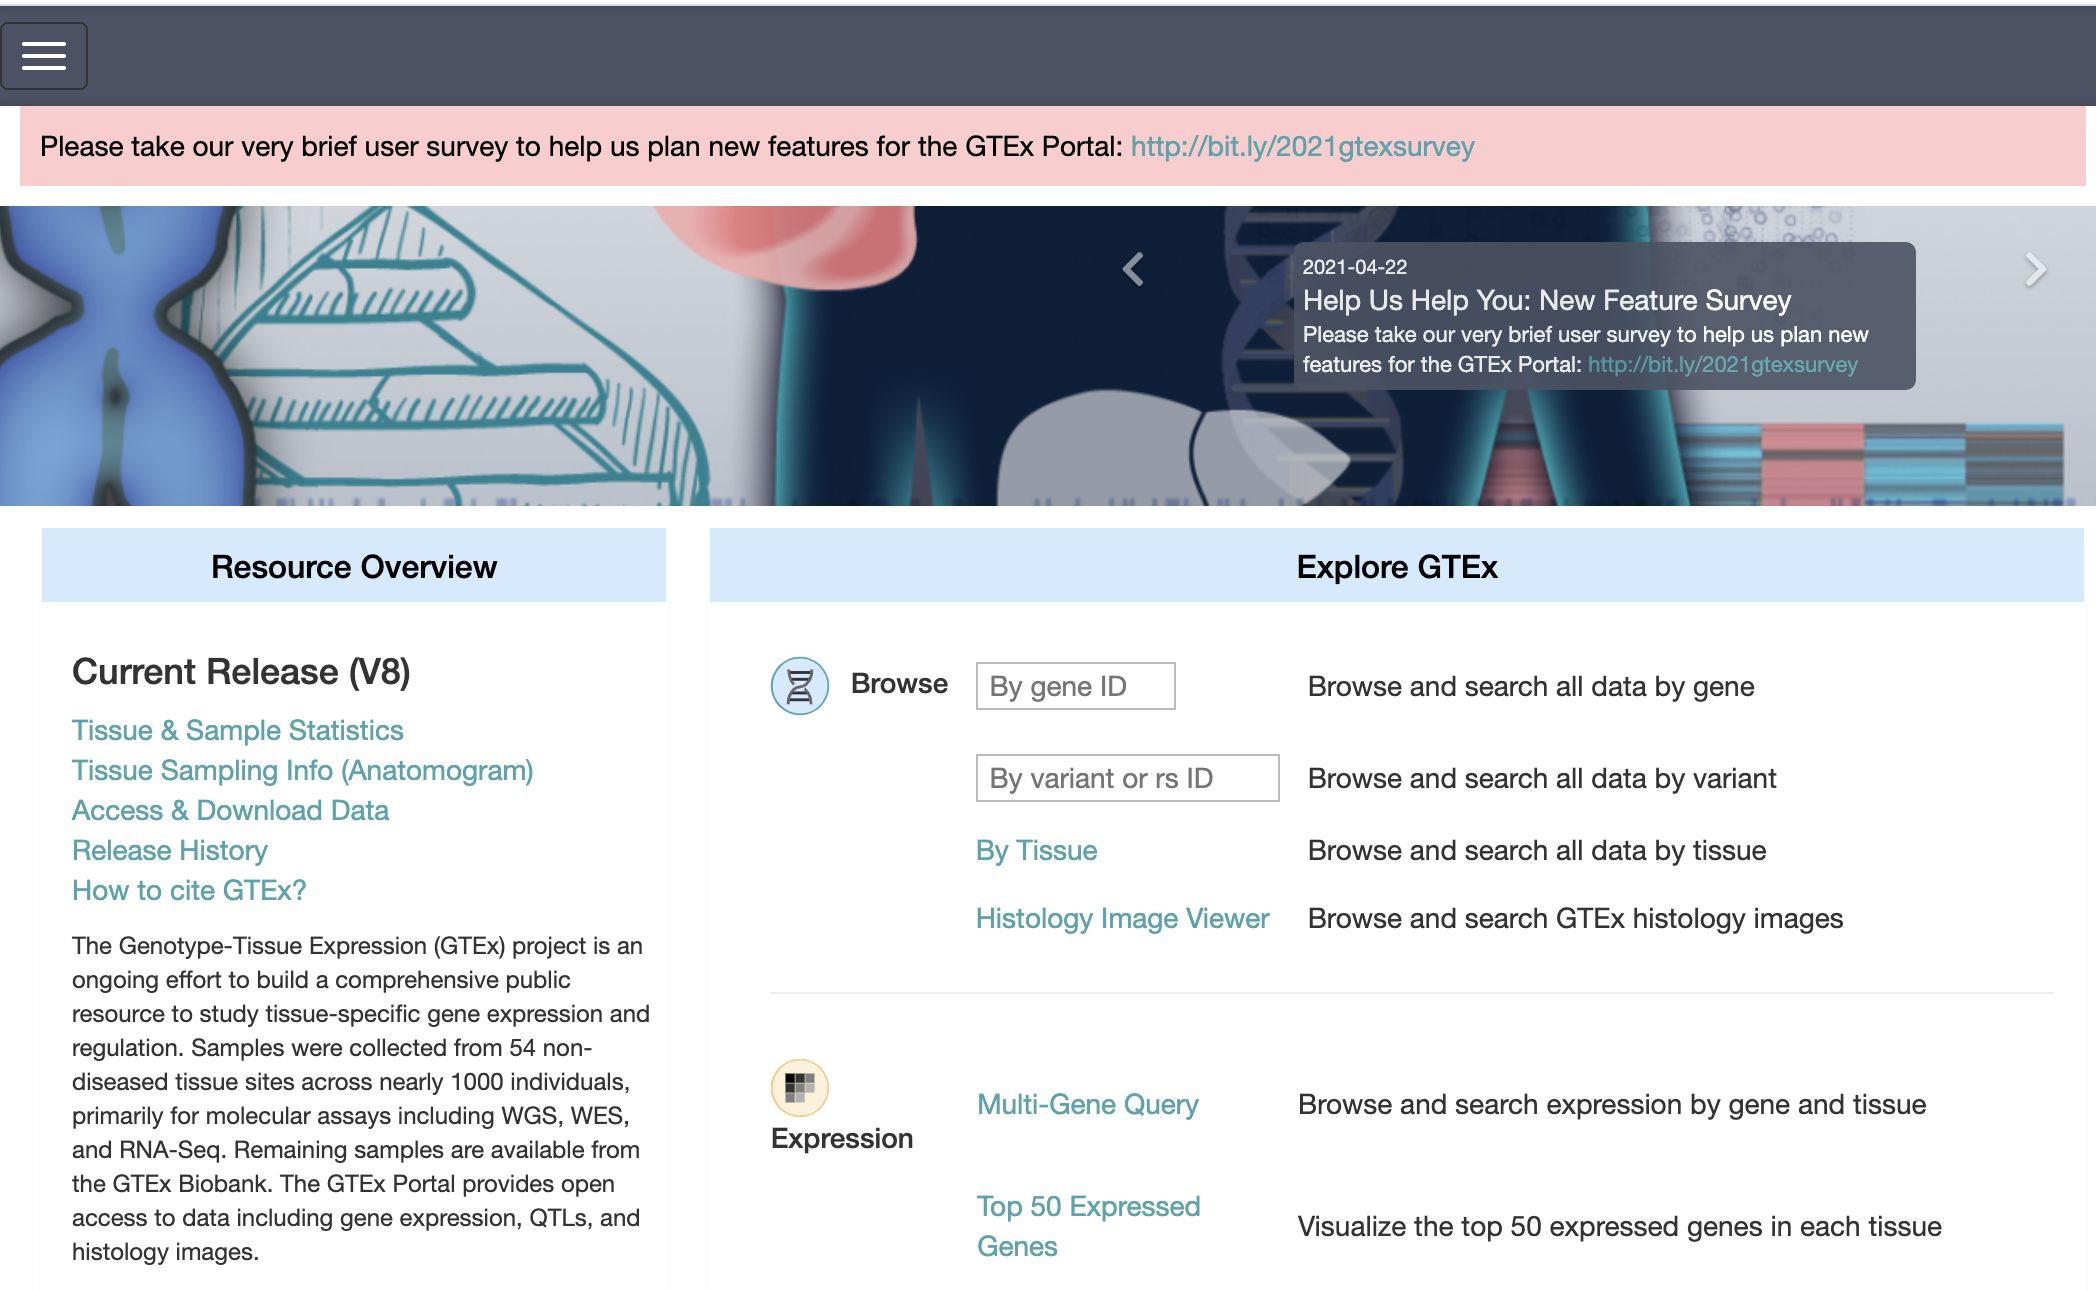 Please take our very brief user survey to help us plan new features for the GTEx Portal: http://bit.ly/2021gtexsurvey
2021-04-22
Help Us Help You: New Feature Survey
Please take our very brief user survey to help us plan new
features for the GTEx Portal: http://bit.ly/2021gtexsurvey
Resource Overview
Current Release (V8)
Tissue & Sample Statistics
Tissue Sampling Info (Anatomogram)
Access & Download Data
Release History
How to cite GTEx?
The Genotype-Tissue Expression (GTEx) project is an
ongoing effort to build a comprehensive public
resource to study tissue-specific gene expression and
regulation. Samples were collected from 54 non-
diseased tissue sites across nearly 1000 individuals,
primarily for molecular assays including WGS, WES,
and RNA-Seq. Remaining samples are available from
the GTEx Biobank. The GTEx Portal provides open
access to data including gene expression, QTLs, and
histology images.
Explore GTEx
Browse By gene ID Browse and search all data by gene
By variant or rs ID Browse and search all data by variant
By Tissue Browse and search all data by tissue
Histology Image Viewer Browse and search GTEx histology images
Expression
Multi-Gene Query Browse and search expression by gene and tissue
Top 50 Expressed
Genes
Visualize the top 50 expressed genes in each tissue